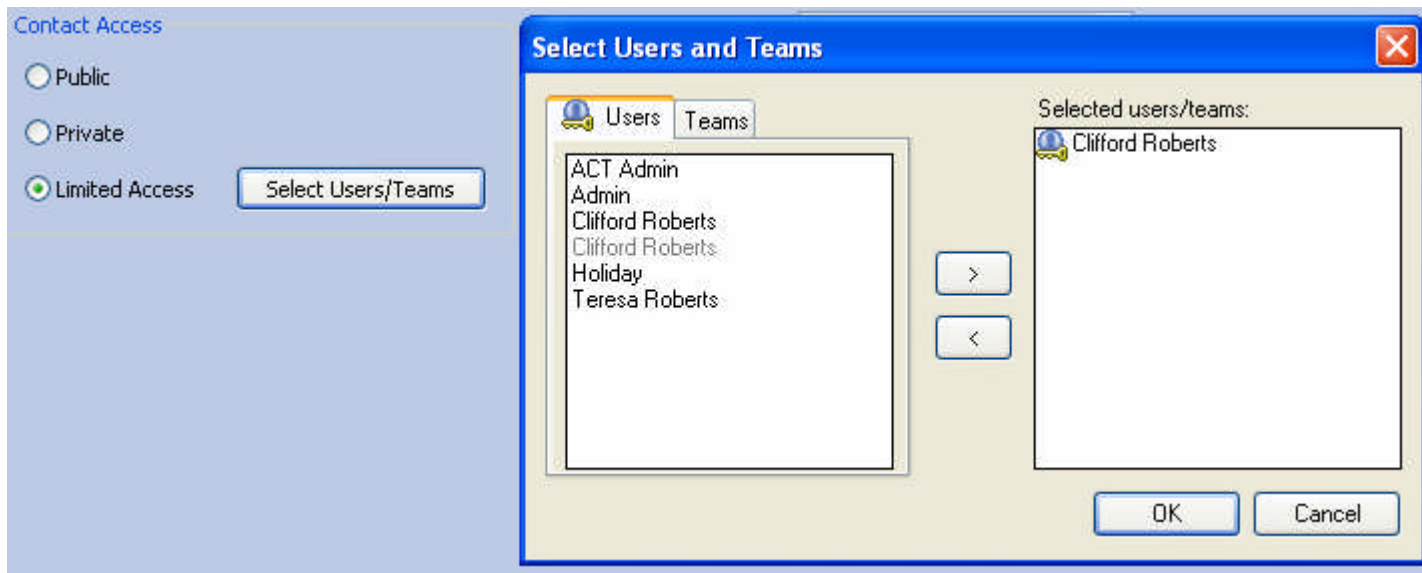 Contact Access
Public
Private
Limited Access
Select Users/Teams
Select Users and Teams
Users
Teams
ACT Admin
Admin
Clifford Roberts
Clifford Roberts
Holiday
Teresa Roberts
>
<
Selected users/teams:
Clifford Roberts
OK
Cancel